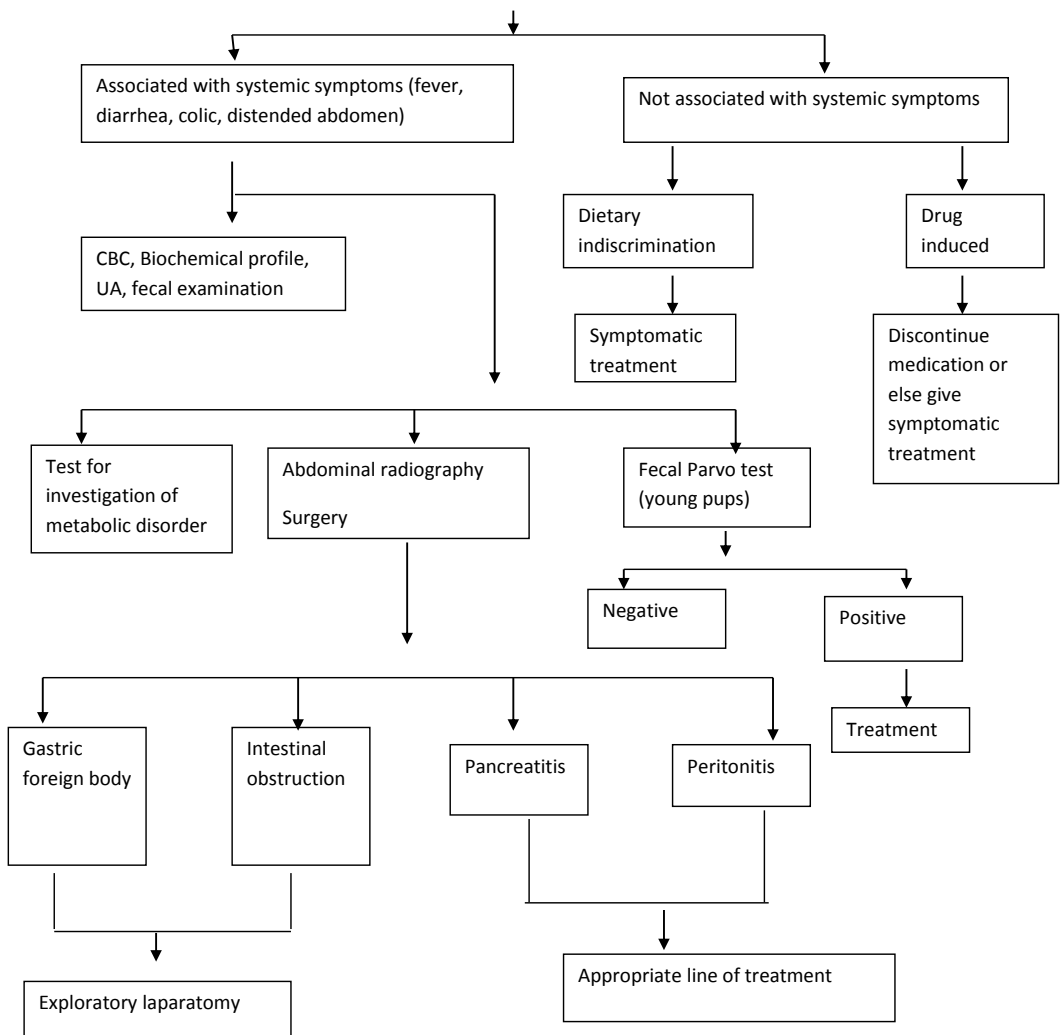 Associated with systemic symptoms (fever,
diarrhea, colic, distended abdomen)
Not associated with systemic symptoms
Dietary
indiscrimination
Drug
induced
CBC, Biochemical profile,
UA, fecal examination
Symptomatic
treatment
Discontinue
medication or
else give
symptomatic
treatment
Test for
investigation of
metabolic disorder
Abdominal radiography
Surgery
Fecal Parvo test
(young pups)
Negative
Positive
Treatment
Gastric
foreign body
Intestinal
obstruction
Pancreatitis
Peritonitis
Exploratory laparatomy
Appropriate line of treatment